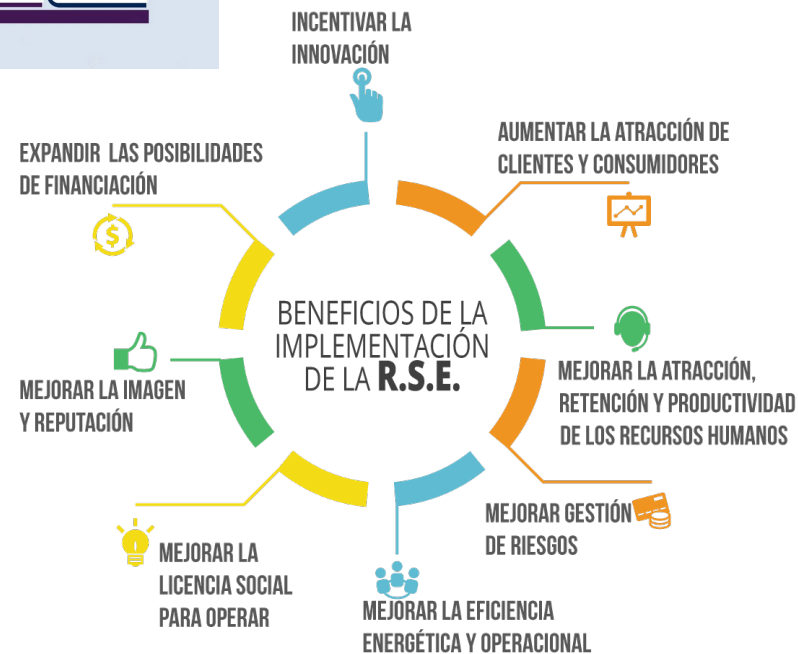 INCENTIVAR LA
INNOVACIÓN
AUMENTAR LA ATRACCIÓN DE
CLIENTES Y CONSUMIDORES
EXPANDIR LAS POSIBILIDADES
DE FINANCIACIÓN
$
BENEFICIOS DE LA
IMPLEMENTACIÓN
DE LA R.S.E.
MEJORAR LA ATRACCIÓN,
RETENCIÓN Y PRODUCTIVIDAD
DE LOS RECURSOS HUMANOS
MEJORAR LA IMAGEN
Y REPUTACIÓN
MEJORAR GESTIÓN
DE RIESGOS
MEJORAR LA
LICENCIA SOCIAL
PARA OPERAR
MEJORAR LA EFICIENCIA
ENERGÉTICA Y OPERACIONAL